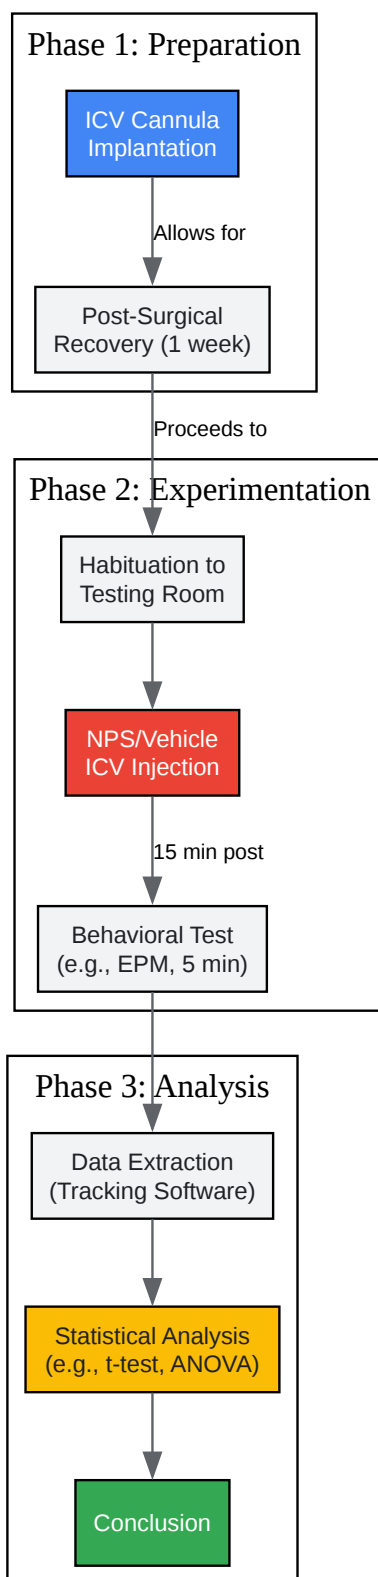 Phase 1: Preparation
ICV Cannula
Implantation
Allows for
Post-Surgical
Recovery (1 week)
Proceeds to
Phase 2: Experimentation
Habituation to
Testing Room
NPS/Vehicle
ICV Injection
15 min post
Behavioral Test
(e.g., EPM, 5 min)
Phase 3: Analysis
Data Extraction
(Tracking Software)
Statistical Analysis
(e.g., t-test, ANOVA)
Conclusion